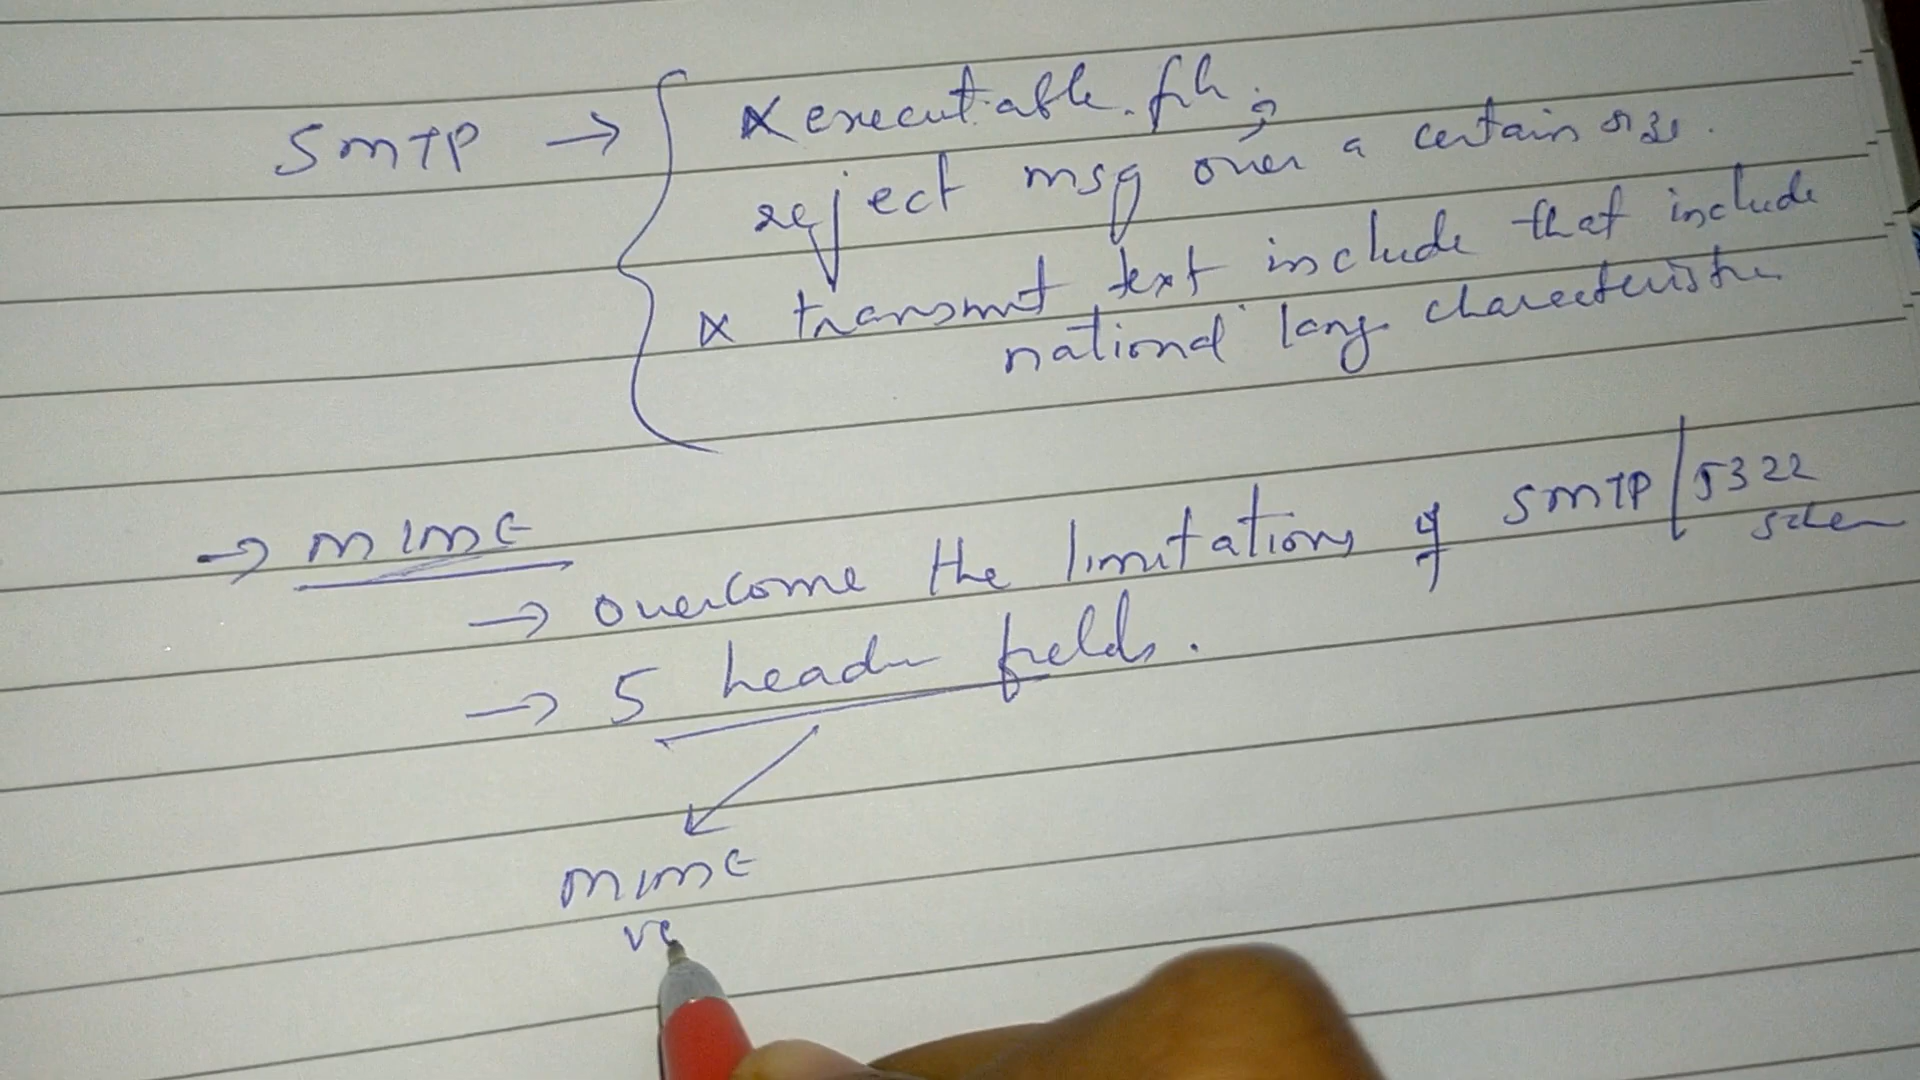 SMTP → x executable file;
reject msg over a certain size.
x transmit text include that include
national lang. characteristic
→ MIME
→ overcome the limitations of SMTP/5322
→ 5 header fields.
MIME
ve